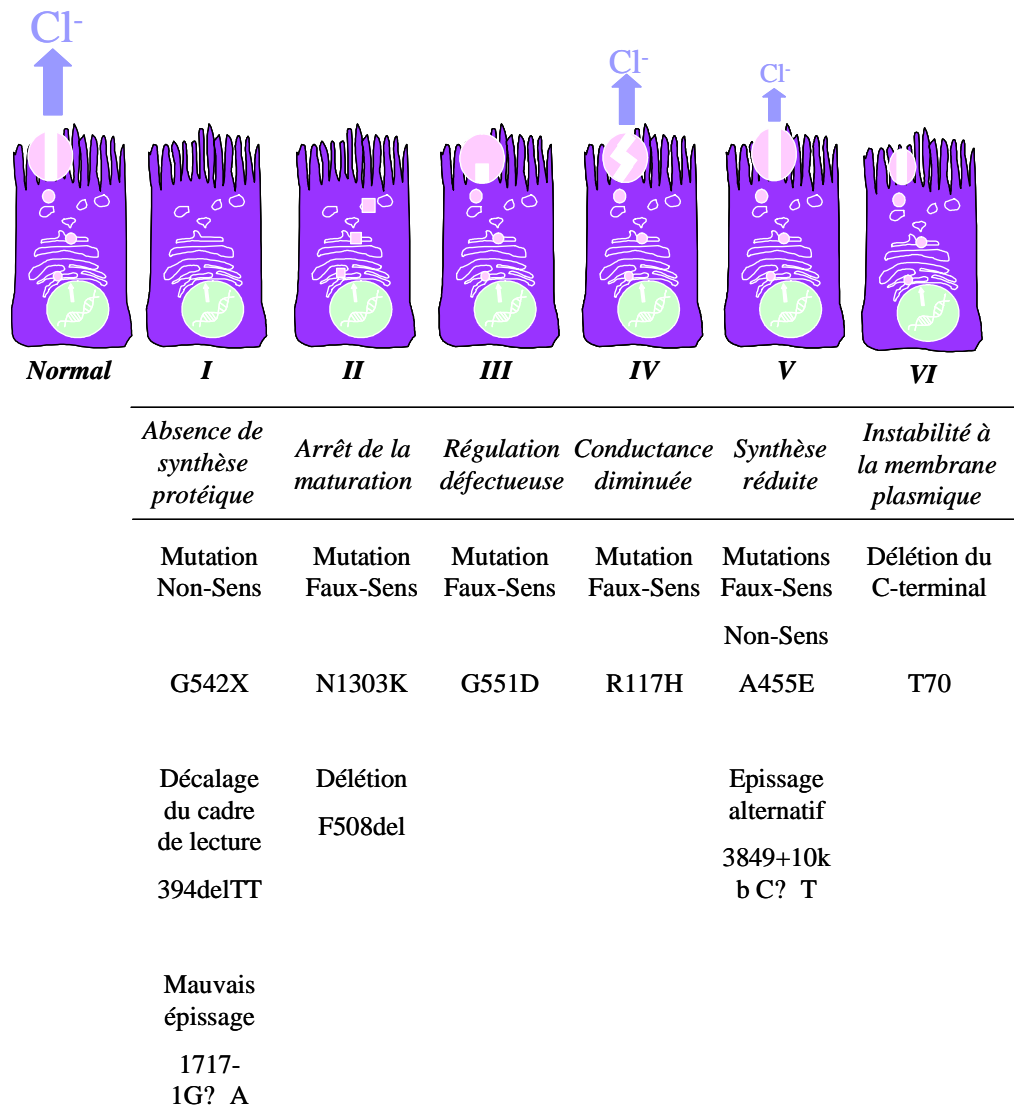 Cl-
Cl-
Cl-
Normal
I
II
III
IV
V
VI
Absence de
synthèse
protéique
Arrêt de la
maturation
Régulation
défectueuse
Conductance
diminuée
Synthèse
réduite
Instabilité à
la membrane
plasmique
Mutation
Non-Sens
Mutation
Faux-Sens
Mutation
Faux-Sens
Mutation
Faux-Sens
Mutations
Faux-Sens
Non-Sens
Délétion du
C-terminal
G542X
N1303K
G551D
R117H
A455E
T70
Décalage
du cadre
de lecture
394delTT
Délétion
F508del
Epissage
alternatif
3849+10k
b C? T
Mauvais
épissage
1717-
1G? A